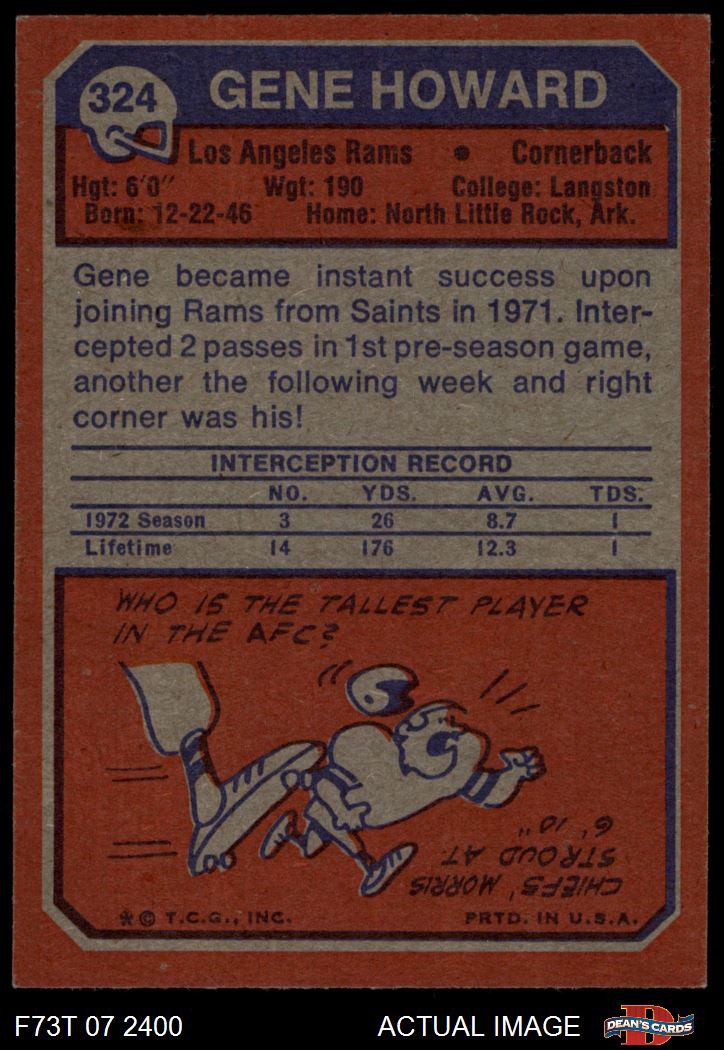 324
GENE HOWARD
Los Angeles Rams • Cornerback
Hgt: 6'0" Wgt: 190 College: Langston
Born: 12-22-46 Home: North Little Rock, Ark.
Gene became instant success upon
joining Rams from Saints in 1971. Inter-
cepted 2 passes in 1st pre-season game,
another the following week and right
corner was his!
INTERCEPTION RECORD
NO. YDS. AVG. TDS.
1972 Season 3 26 8.7 1
Lifetime 14 176 12.3 1
WHO IS THE TALLEST PLAYER
IN THE AFC?
CHIEFS' MORRIS
STROUD AT
6' 10"
*© T.C.G., INC. PRTD. IN U.S.A.
F73T 07 2400 ACTUAL IMAGE
D
DEAN'S CARDS